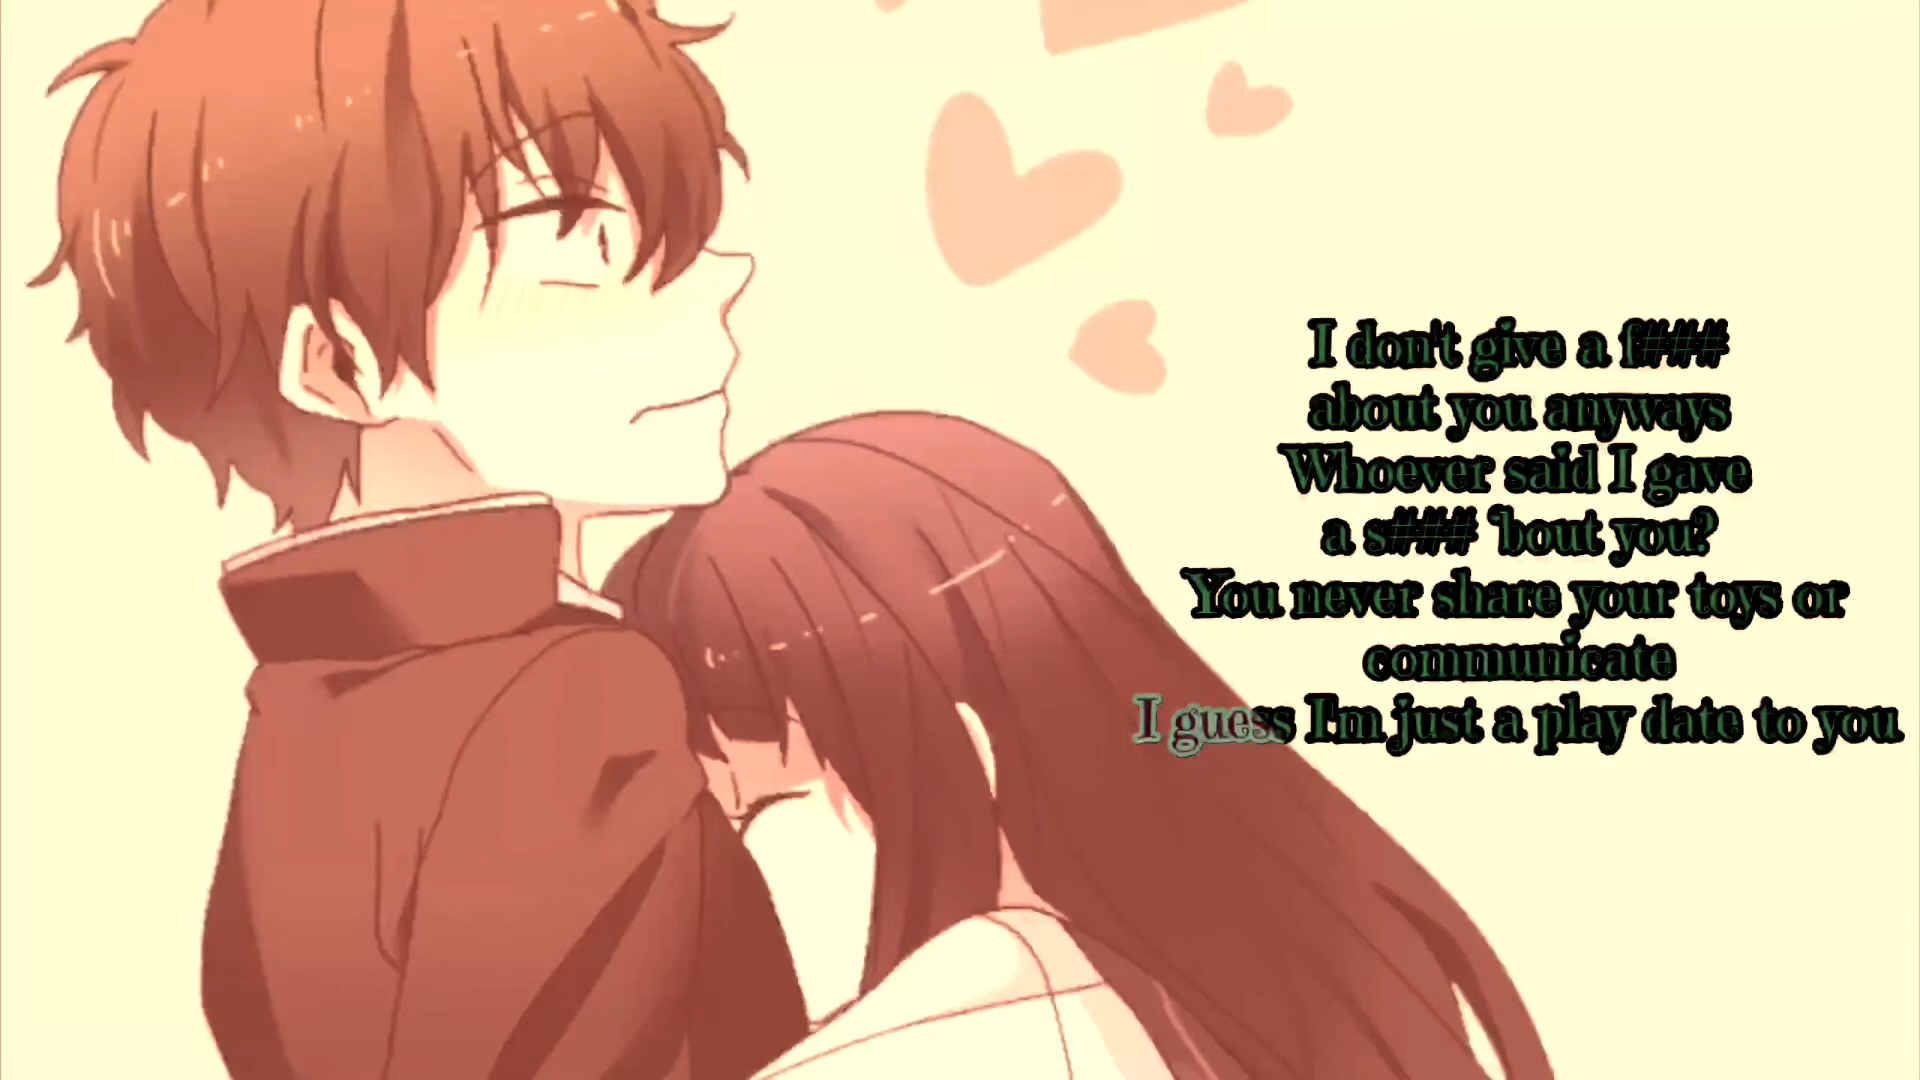 I don't give a f###
about you anyways
Whoever said I gave
a s### 'bout you?
You never share your toys or
communicate
I guess I'm just a play date to you